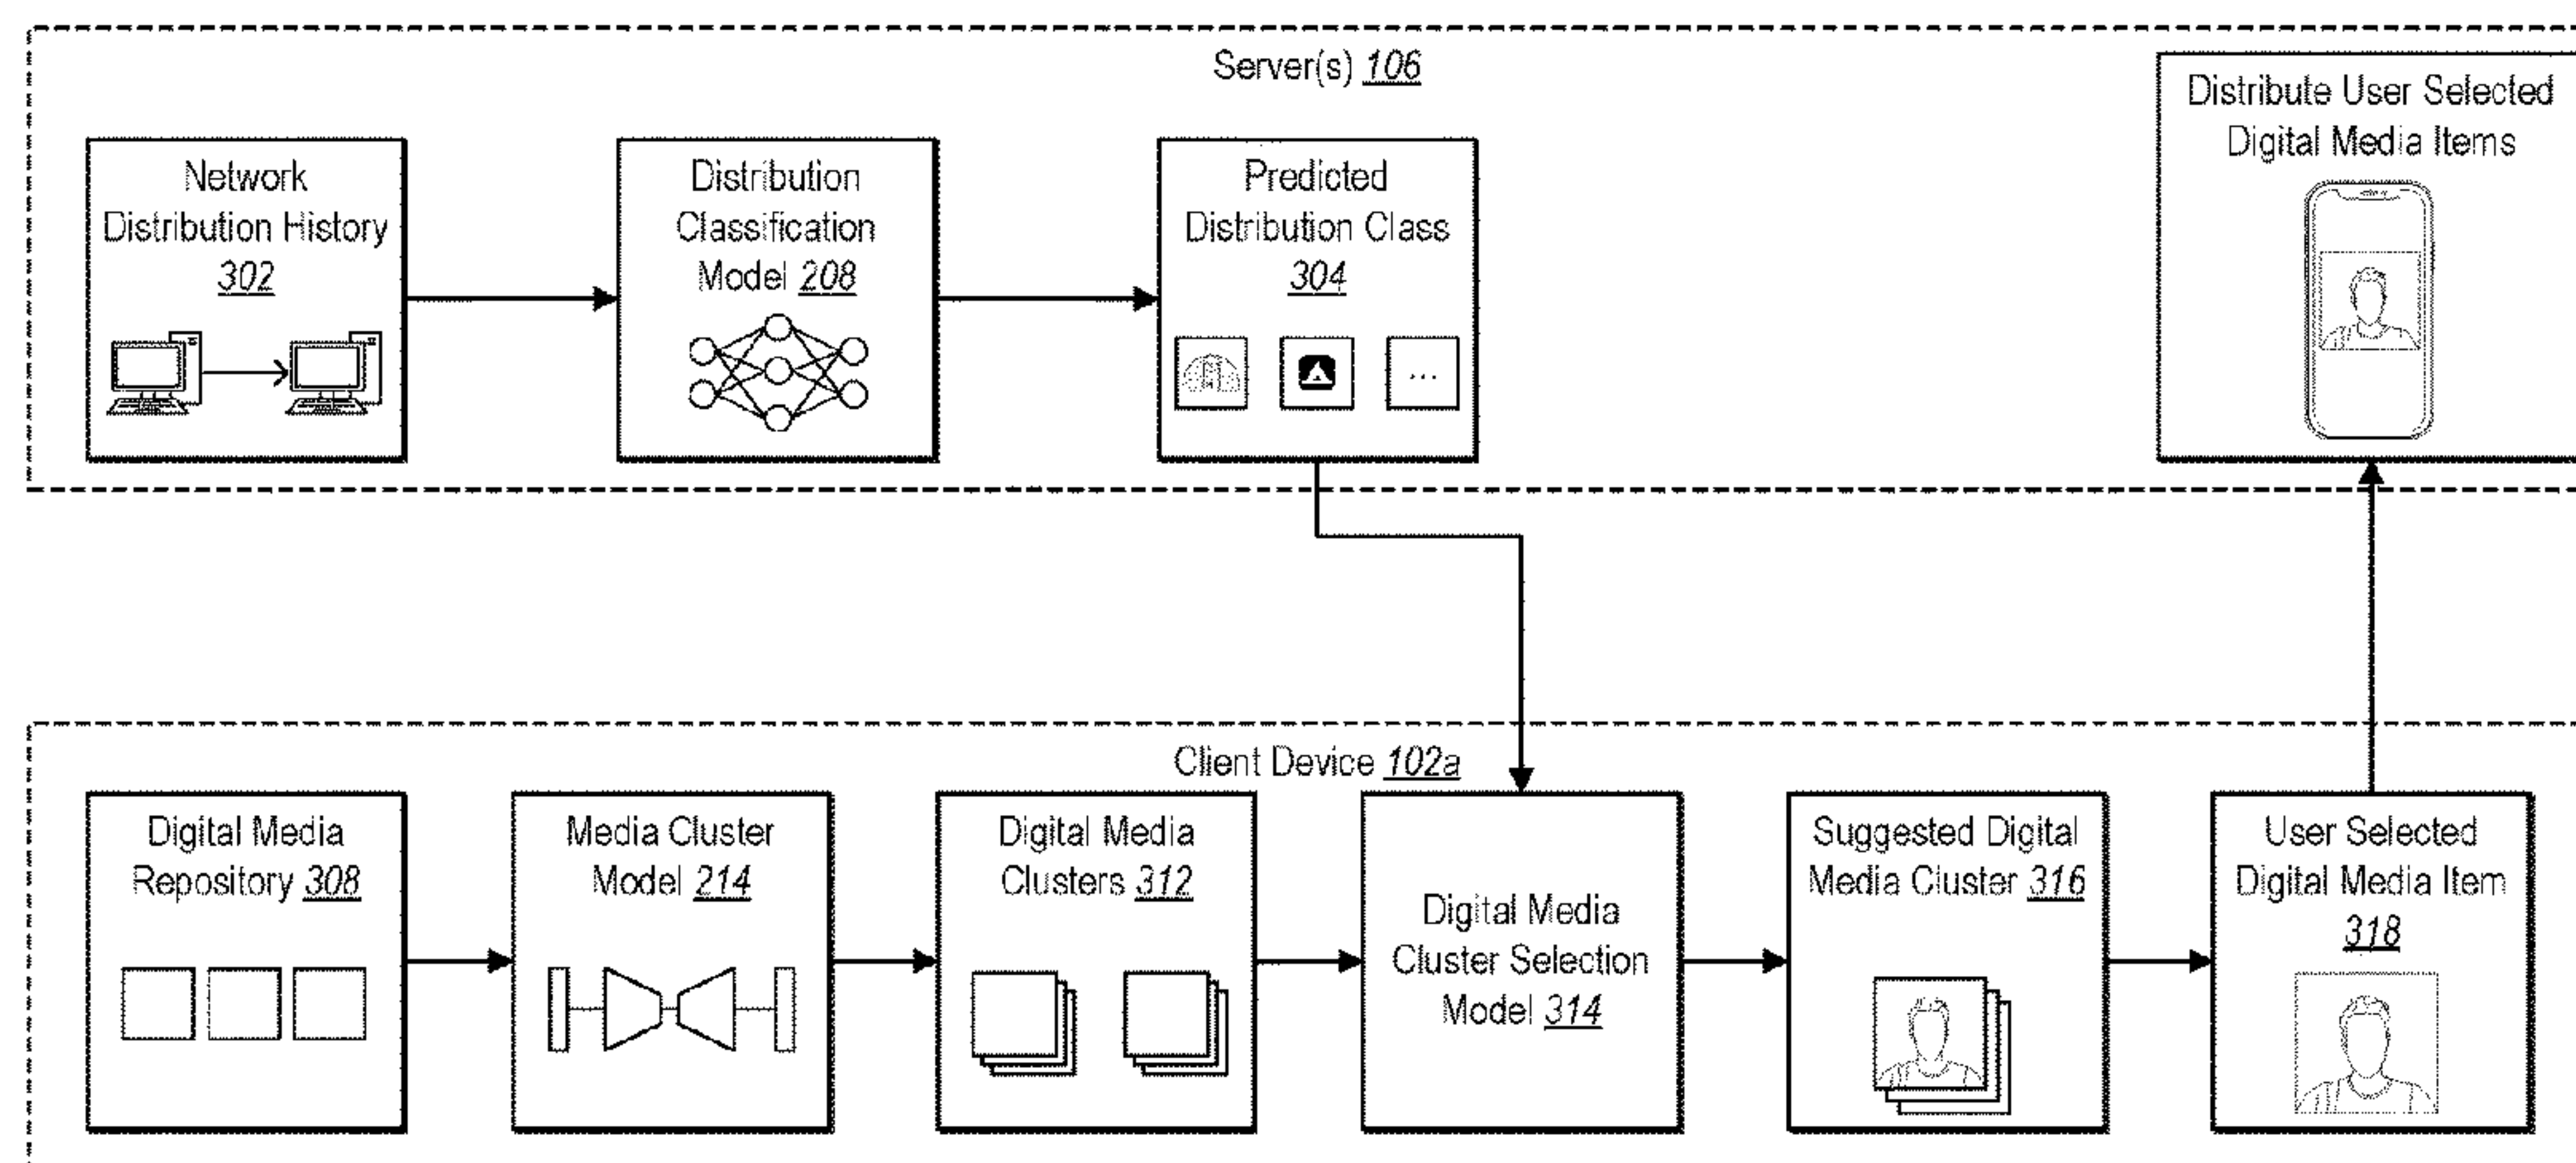 Server(s) 106
Network
Distribution History
302
Distribution
Classification
Model 208
Predicted
Distribution Class
304
...
Distribute User Selected
Digital Media Items
Client Device 102a
Digital Media
Repository 308
Media Cluster
Model 214
Digital Media
Clusters 312
Digital Media
Cluster Selection
Model 314
Suggested Digital
Media Cluster 316
User Selected
Digital Media Item
318